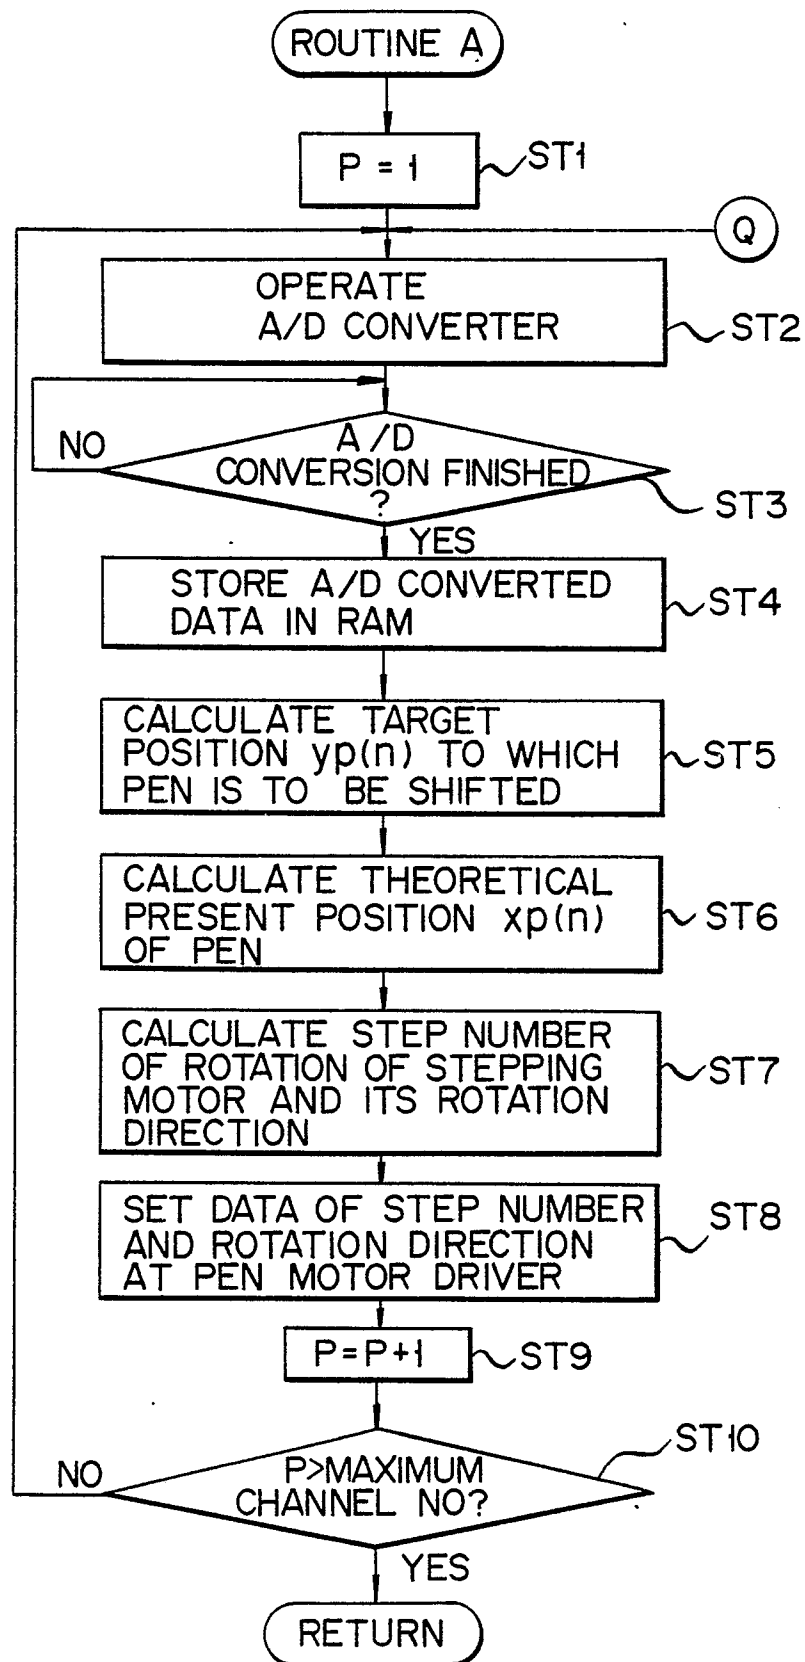 ROUTINE A
P = 1
ST1
Q
OPERATE
A/D CONVERTER
ST2
NO
A/D
CONVERSION FINISHED
?
ST3
YES
STORE A/D CONVERTED
DATA IN RAM
ST4
CALCULATE TARGET
POSITION yp(n) TO WHICH
PEN IS TO BE SHIFTED
ST5
CALCULATE THEORETICAL
PRESENT POSITION xp(n)
OF PEN
ST6
CALCULATE STEP NUMBER
OF ROTATION OF STEPPING
MOTOR AND ITS ROTATION
DIRECTION
ST7
SET DATA OF STEP NUMBER
AND ROTATION DIRECTION
AT PEN MOTOR DRIVER
ST8
P=P+1
ST9
NO
P>MAXIMUM
CHANNEL NO?
ST10
YES
RETURN